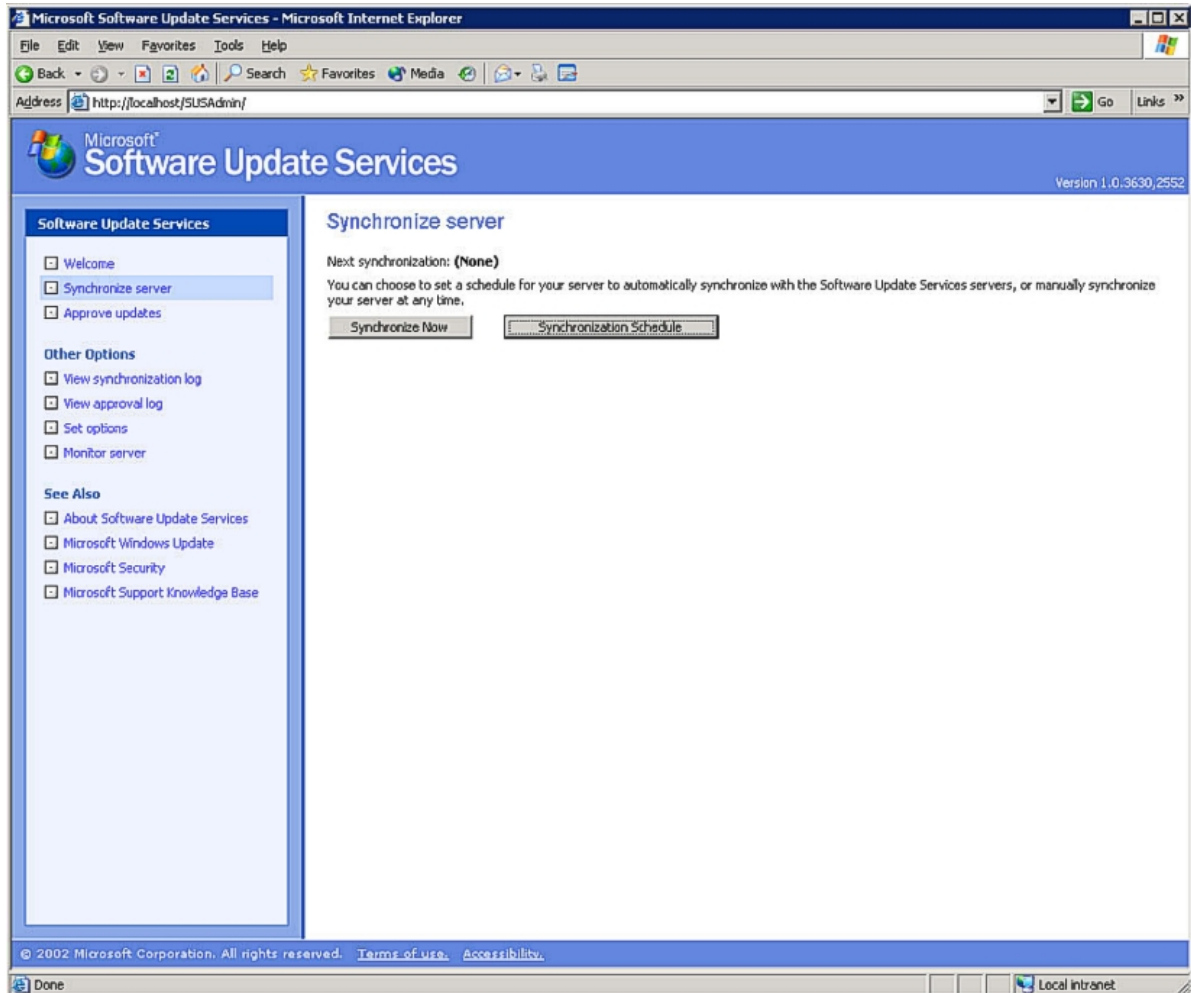 Microsoft Software Update Services - Microsoft Internet Explorer
File Edit View Favorites Tools Help
Back Search Favorites Media
Address http://localhost/SUSAdmin/ Go Links »
Microsoft®
Software Update Services
Version 1.0.3630,2552
Software Update Services
Welcome
Synchronize server
Approve updates
Other Options
View synchronization log
View approval log
Set options
Monitor server
See Also
About Software Update Services
Microsoft Windows Update
Microsoft Security
Microsoft Support Knowledge Base
Synchronize server
Next synchronization: (None)
You can choose to set a schedule for your server to automatically synchronize with the Software Update Services servers, or manually synchronize
your server at any time.
Synchronize Now Synchronization Schedule
© 2002 Microsoft Corporation. All rights reserved. Terms of use. Accessibility.
Done Local intranet